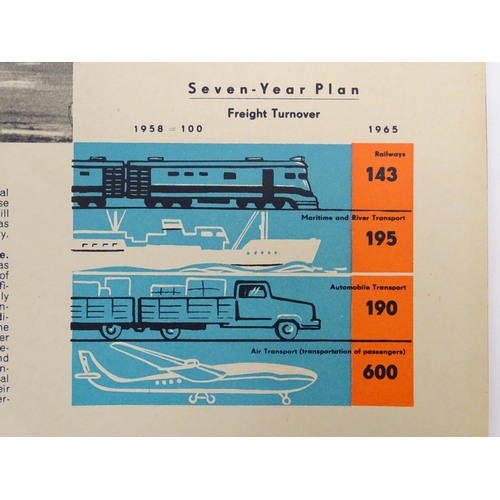 Seven-Year Plan
Freight Turnover
1958 = 100 1965
Railways
143
Maritime and River Transport
195
Automobile Transport
190
Air Transport (transportation of passengers)
600